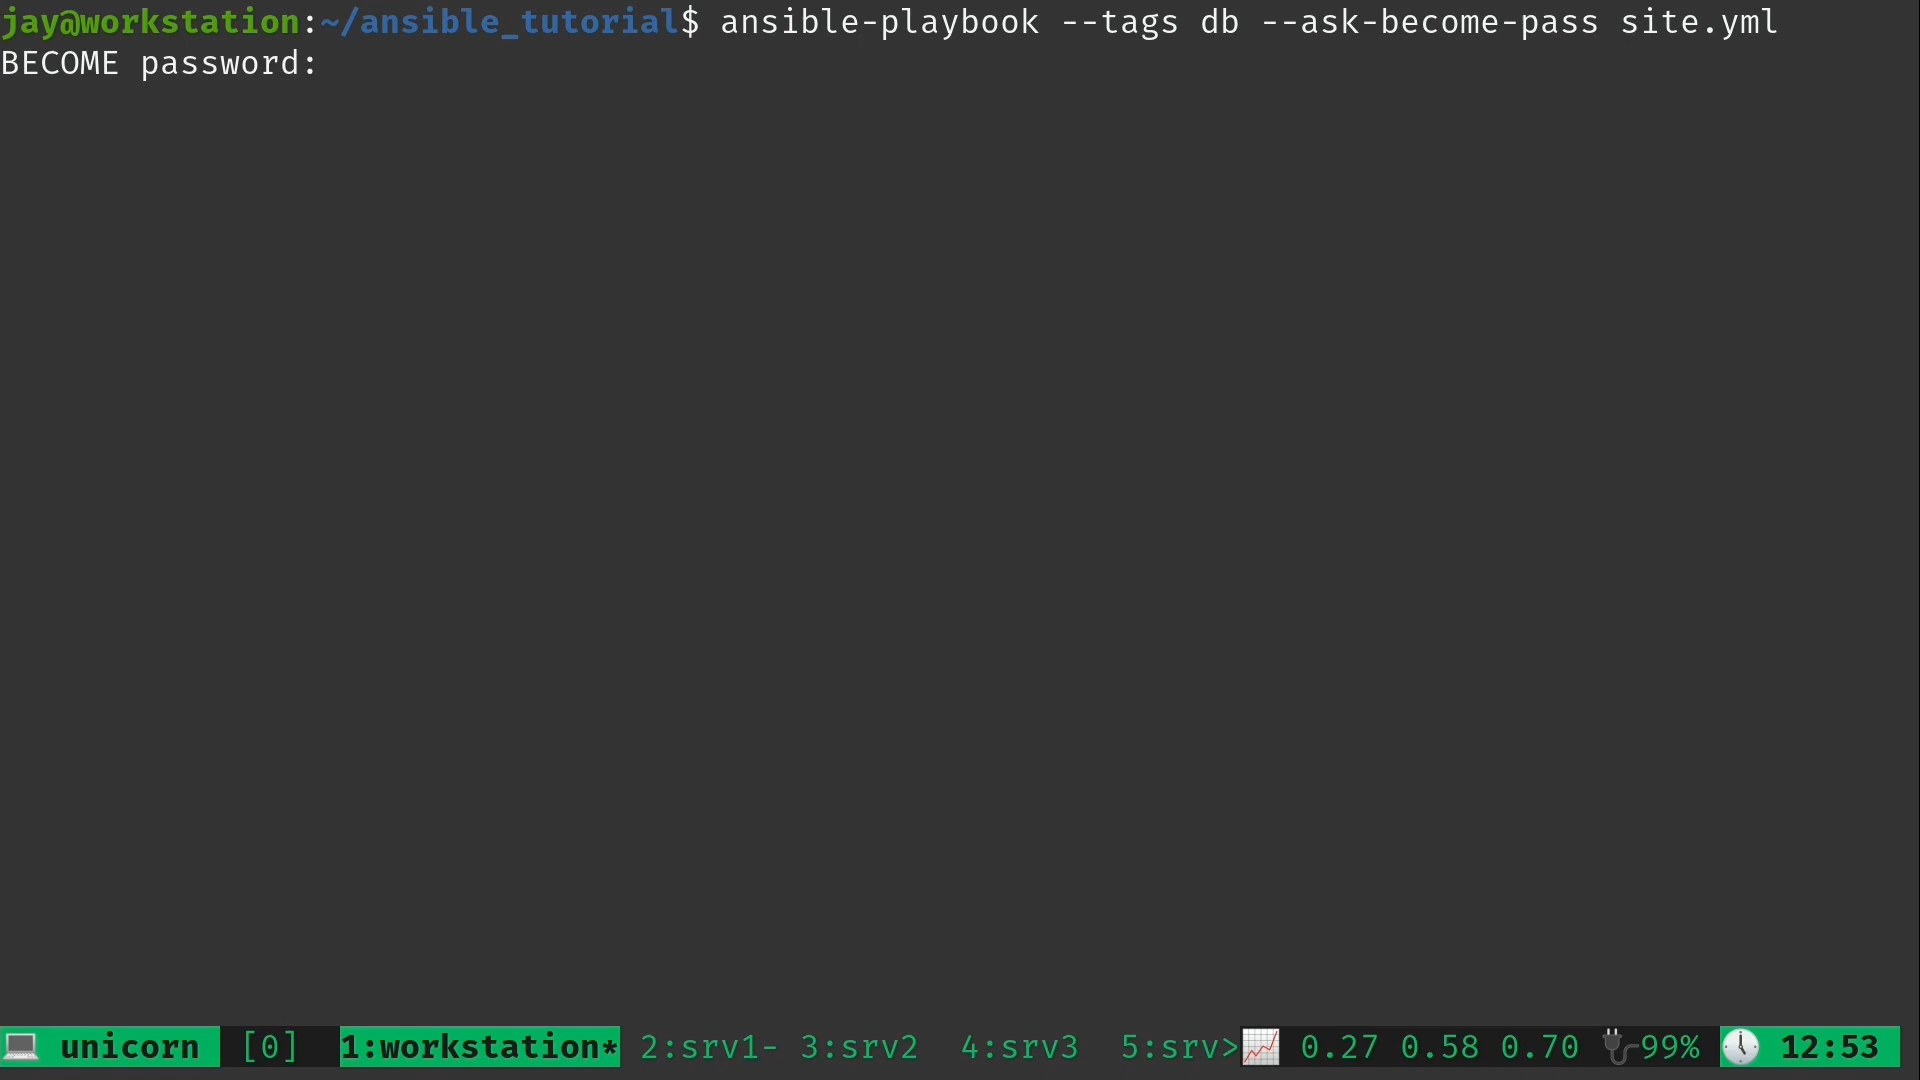 jay@workstation:~/ansible_tutorial$ ansible-playbook --tags db --ask-become-pass site.yml
BECOME password:
unicorn [0] 1:workstation* 2:srv1- 3:srv2 4:srv3 5:srv> 0.27 0.58 0.70 99% 12:53